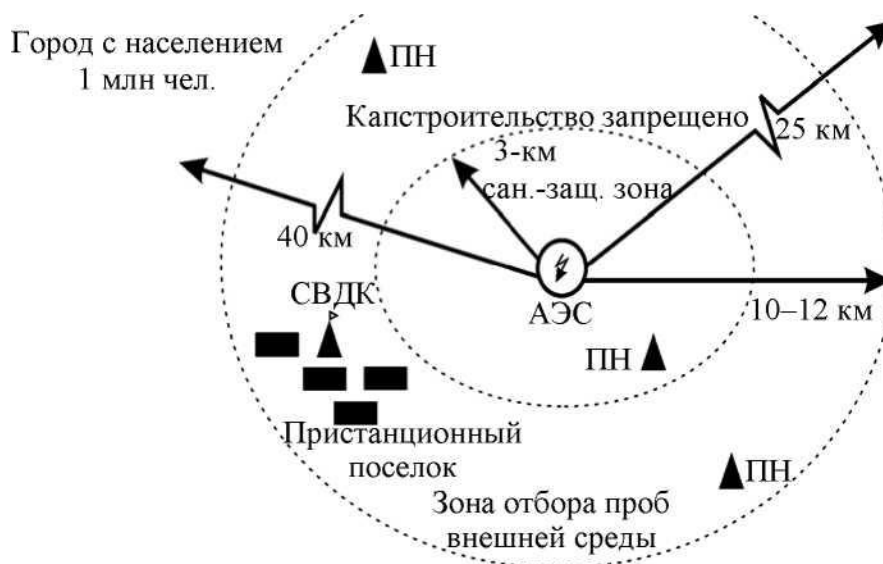 Город с населением
1 млн чел.
ПН
Капстроительство запрещено
3-км
сан.-защ. зона
25 км
40 км
СВДК
АЭС
10–12 км
ПН
Пристанционный
поселок
ПН
Зона отбора проб
внешней среды